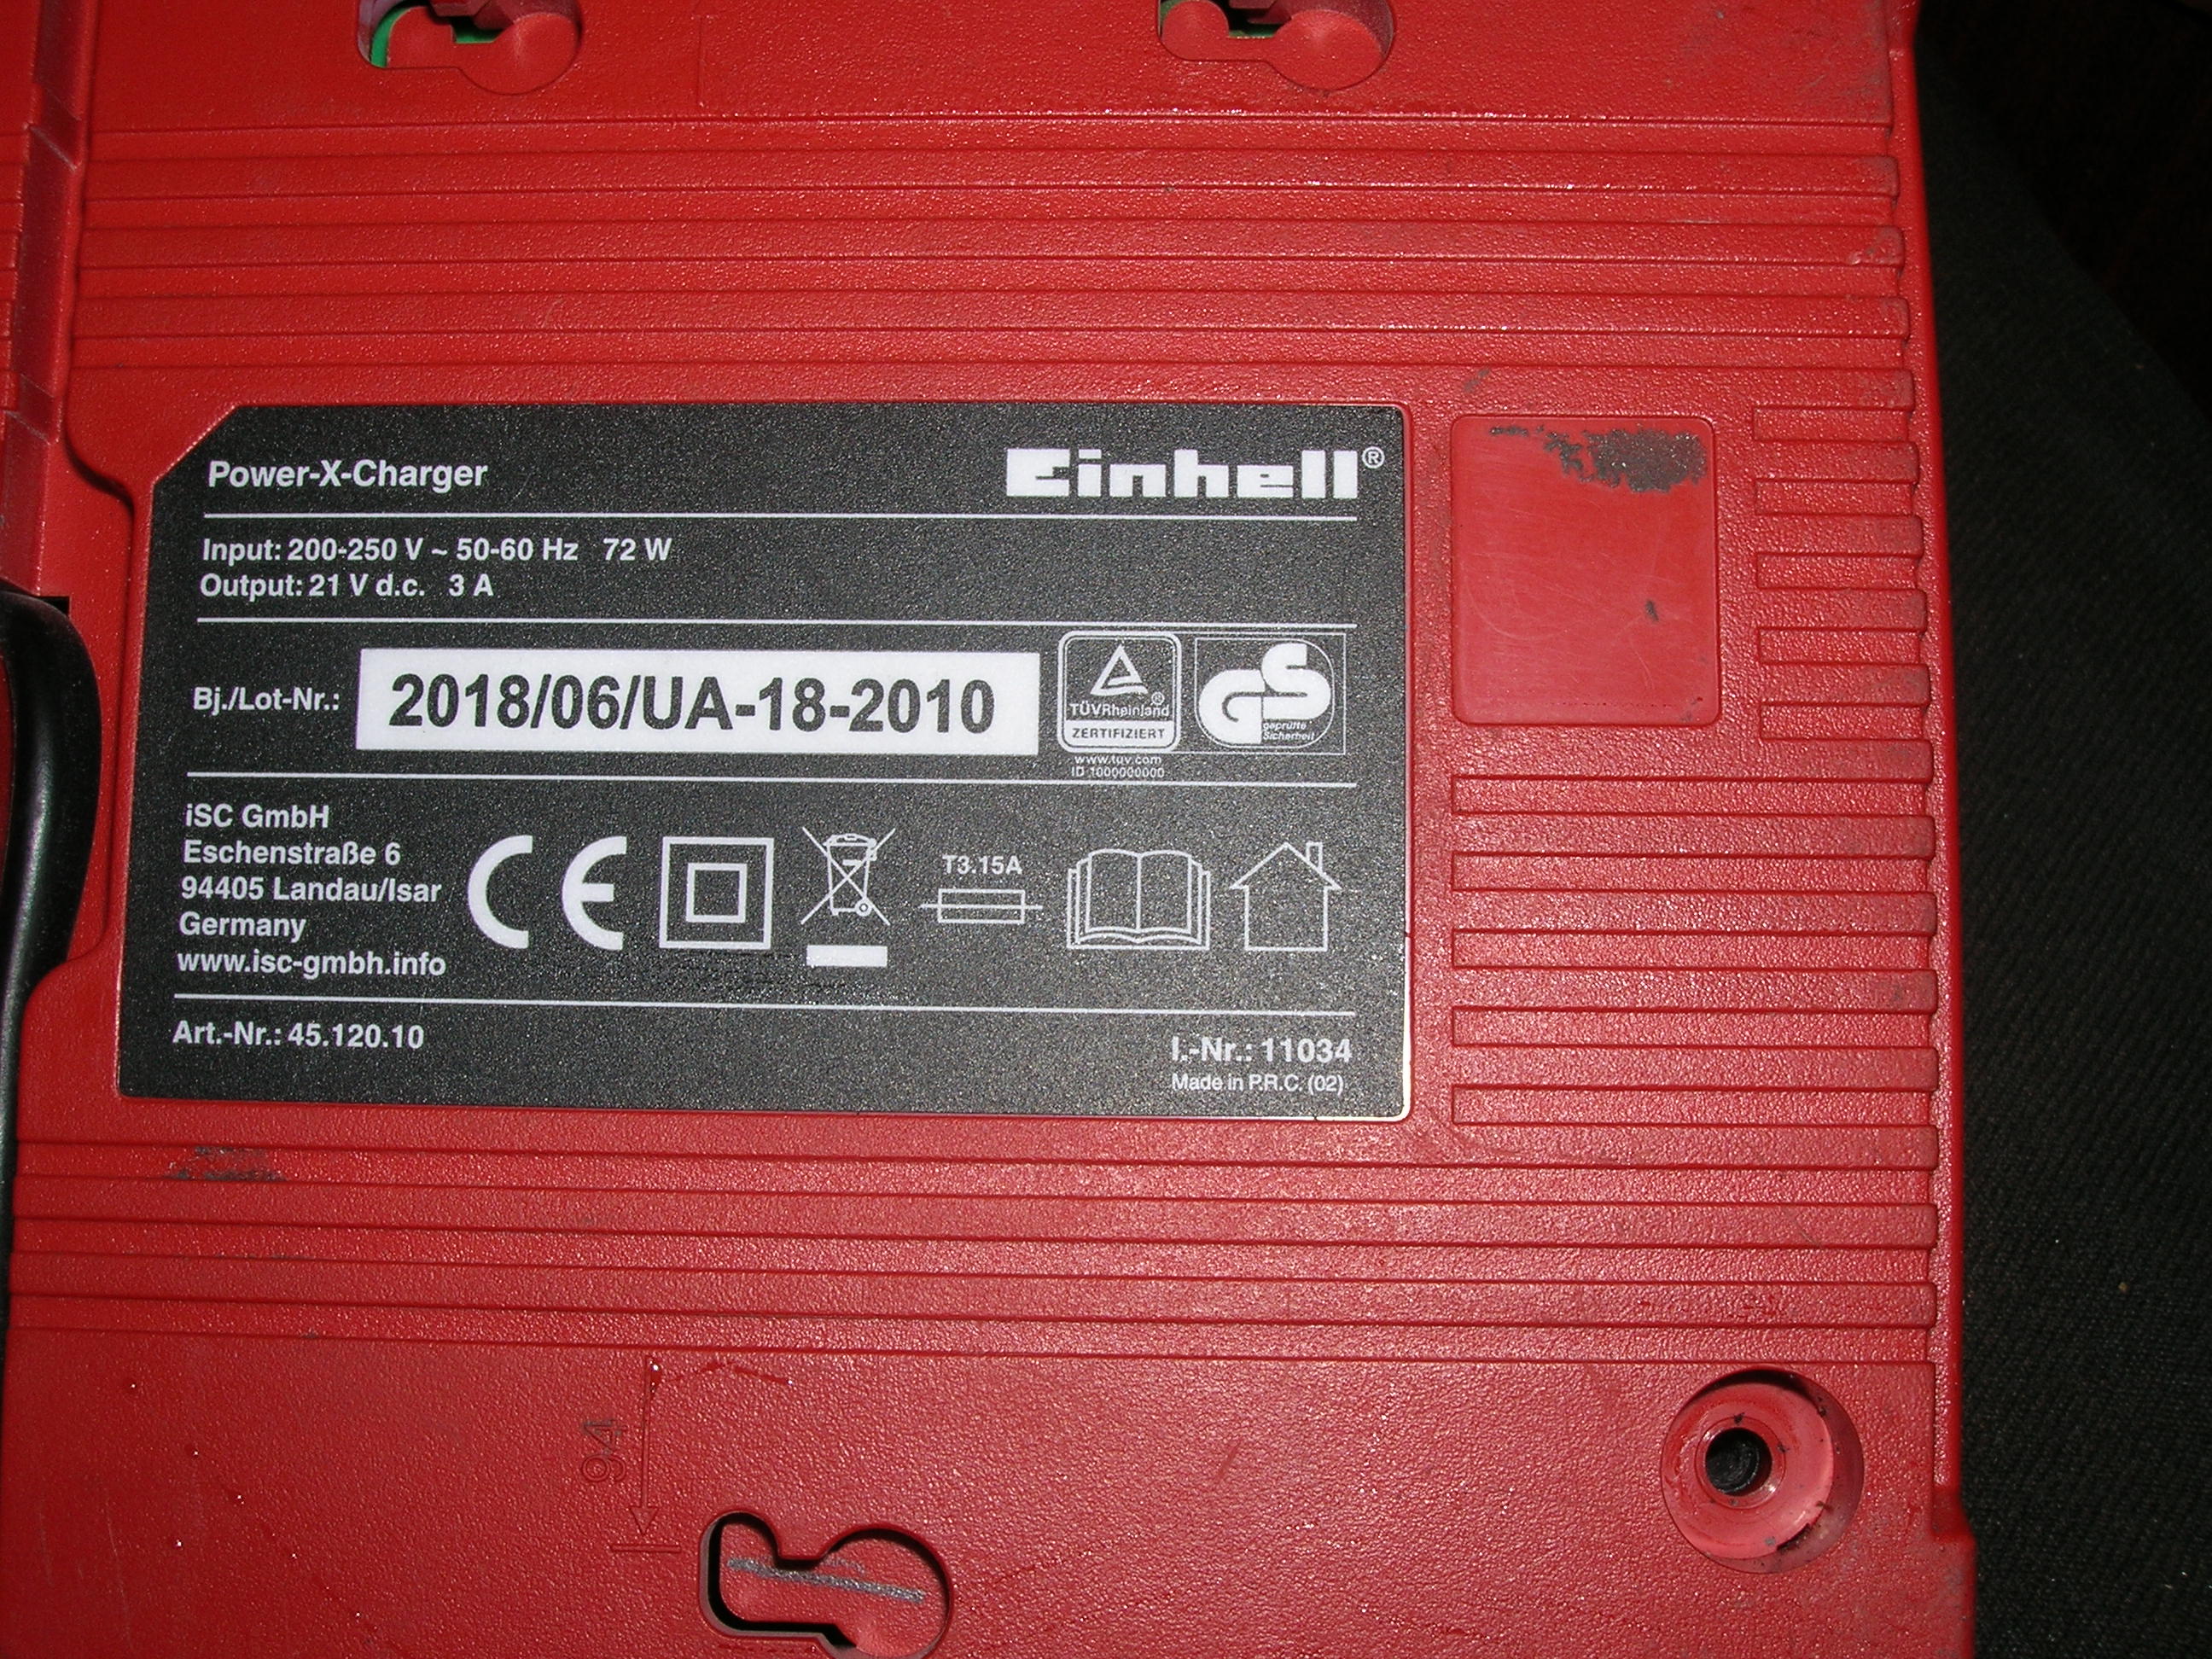 Power-X-Charger
Einhell®
Input: 200-250 V ~ 50-60 Hz 72 W
Output: 21 V d.c. 3 A
Bj./Lot-Nr.: 2018/06/UA-18-2010
TÜVRheinland®
ZERTIFIZIERT
www.tuv.com
ID 1000000000
GS
geprüfte
Sicherheit
iSC GmbH
Eschenstraße 6
94405 Landau/Isar
Germany
www.isc-gmbh.info
CE
T3.15A
Art.-Nr.: 45.120.10
I.-Nr.: 11034
Made in P.R.C. (02)
94